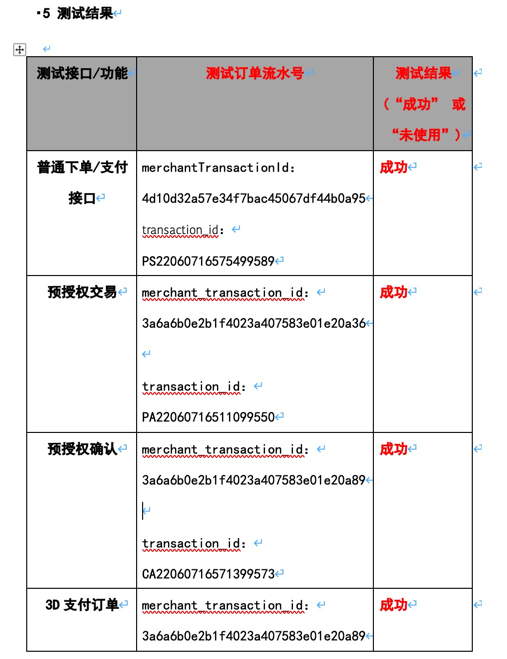 ·5 测试结果
测试接口/功能
测试订单流水号
测试结果
（“成功” 或
“未使用”）
普通下单/支付
接口
merchantTransactionId：
4d10d32a57e34f7bac45067df44b0a95
transaction_id：
PS22060716575499589
成功
预授权交易
merchant_transaction_id：
3a6a6b0e2b1f4023a407583e01e20a36
transaction_id：
PA22060716511099550
成功
预授权确认
merchant_transaction_id：
3a6a6b0e2b1f4023a407583e01e20a89
transaction_id：
CA22060716571399573
成功
3D 支付订单
merchant_transaction_id：
3a6a6b0e2b1f4023a407583e01e20a89
成功